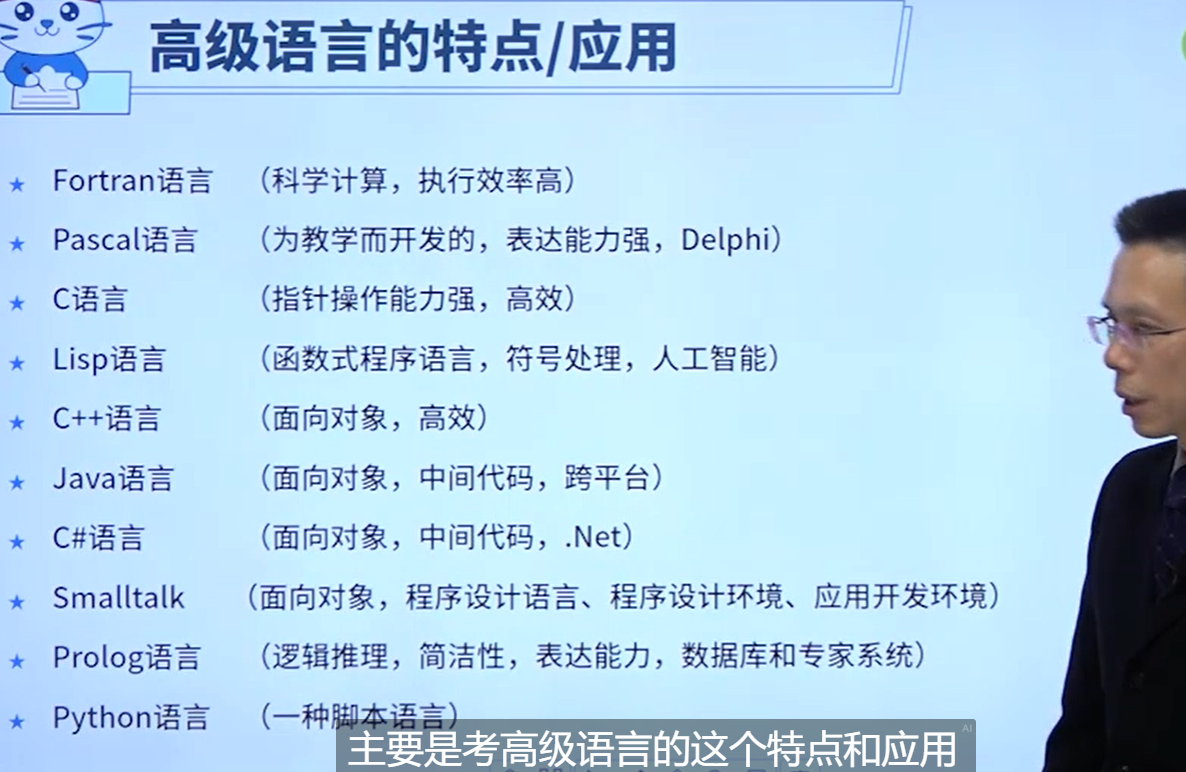 高级语言的特点/应用
★ Fortran语言 （科学计算，执行效率高）
★ Pascal语言 （为教学而开发的，表达能力强，Delphi）
★ C语言 （指针操作能力强，高效）
★ Lisp语言 （函数式程序语言，符号处理，人工智能）
★ C++语言 （面向对象，高效）
★ Java语言 （面向对象，中间代码，跨平台）
★ C#语言 （面向对象，中间代码，.Net）
★ Smalltalk （面向对象，程序设计语言、程序设计环境、应用开发环境）
★ Prolog语言 （逻辑推理，简洁性，表达能力，数据库和专家系统）
★ Python语言 （一种脚本语言）
AI
主要是考高级语言的这个特点和应用